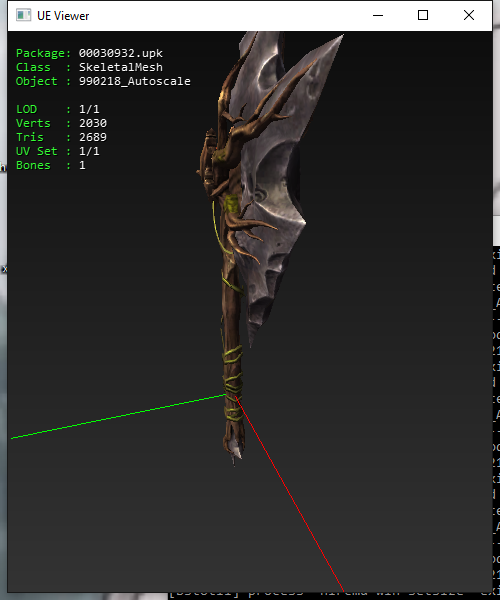 UE Viewer
Package: 00030932.upk
Class : SkeletalMesh
Object : 990218_Autoscale
LOD : 1/1
Verts : 2030
Tris : 2689
UV Set : 1/1
Bones : 1